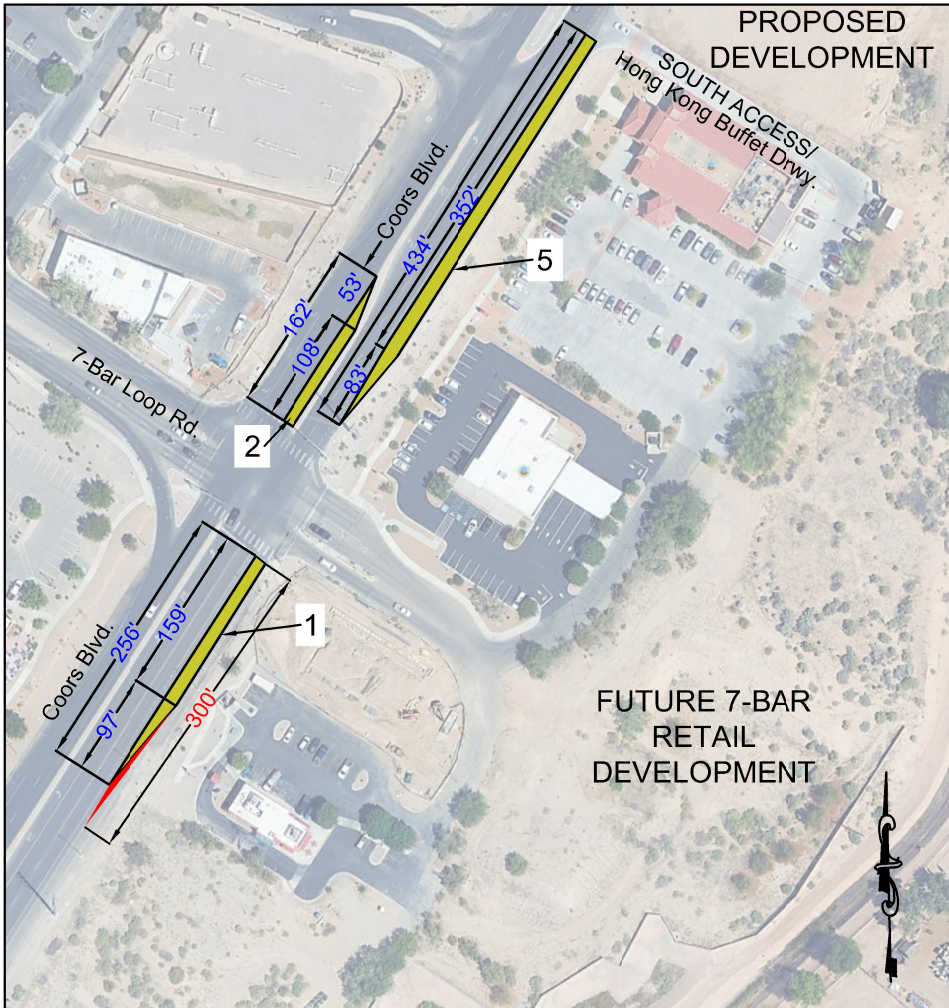 PROPOSED
DEVELOPMENT
SOUTH ACCESS/
Hong Kong Buffet Drwy.
Coors Blvd.
352'
434'
5
53'
162'
108'
83'
7-Bar Loop Rd.
2
1
159'
256'
Coors Blvd.
97'
300'
FUTURE 7-BAR
RETAIL
DEVELOPMENT